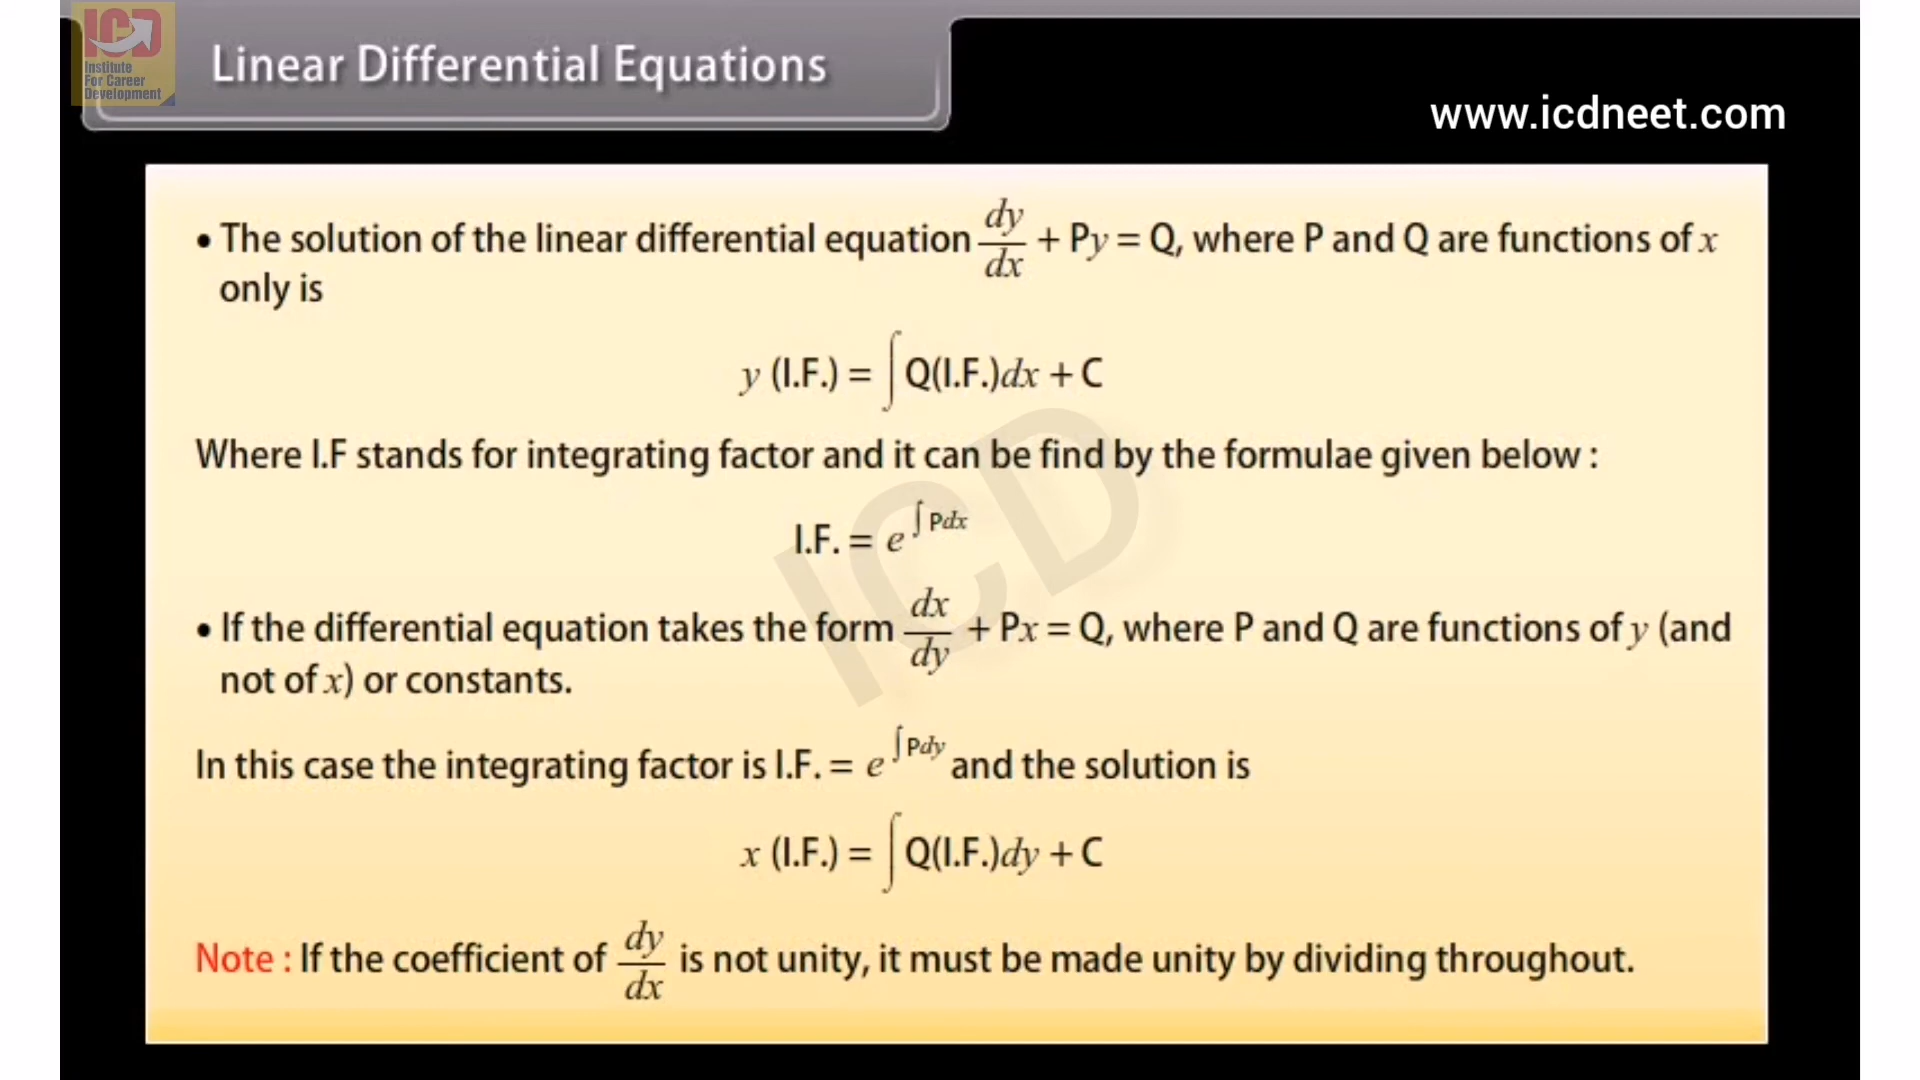 ICD
Institute
For Career
Development
Linear Differential Equations
www.icdneet.com
• The solution of the linear differential equation dy/dx + Py = Q, where P and Q are functions of x
only is
y (I.F.) = ∫ Q(I.F.)dx + C
Where I.F stands for integrating factor and it can be find by the formulae given below :
I.F. = e^∫Pdx
• If the differential equation takes the form dx/dy + Px = Q, where P and Q are functions of y (and
not of x) or constants.
In this case the integrating factor is I.F. = e^∫Pdy and the solution is
x (I.F.) = ∫ Q(I.F.)dy + C
Note : If the coefficient of dy/dx is not unity, it must be made unity by dividing throughout.
ICD